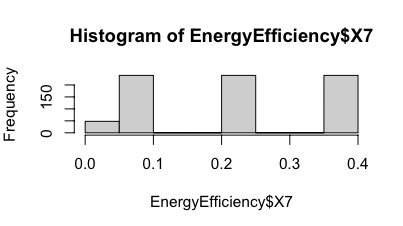 Histogram of EnergyEfficiency$X7
Frequency
150
0
0.0 0.1 0.2 0.3 0.4
EnergyEfficiency$X7